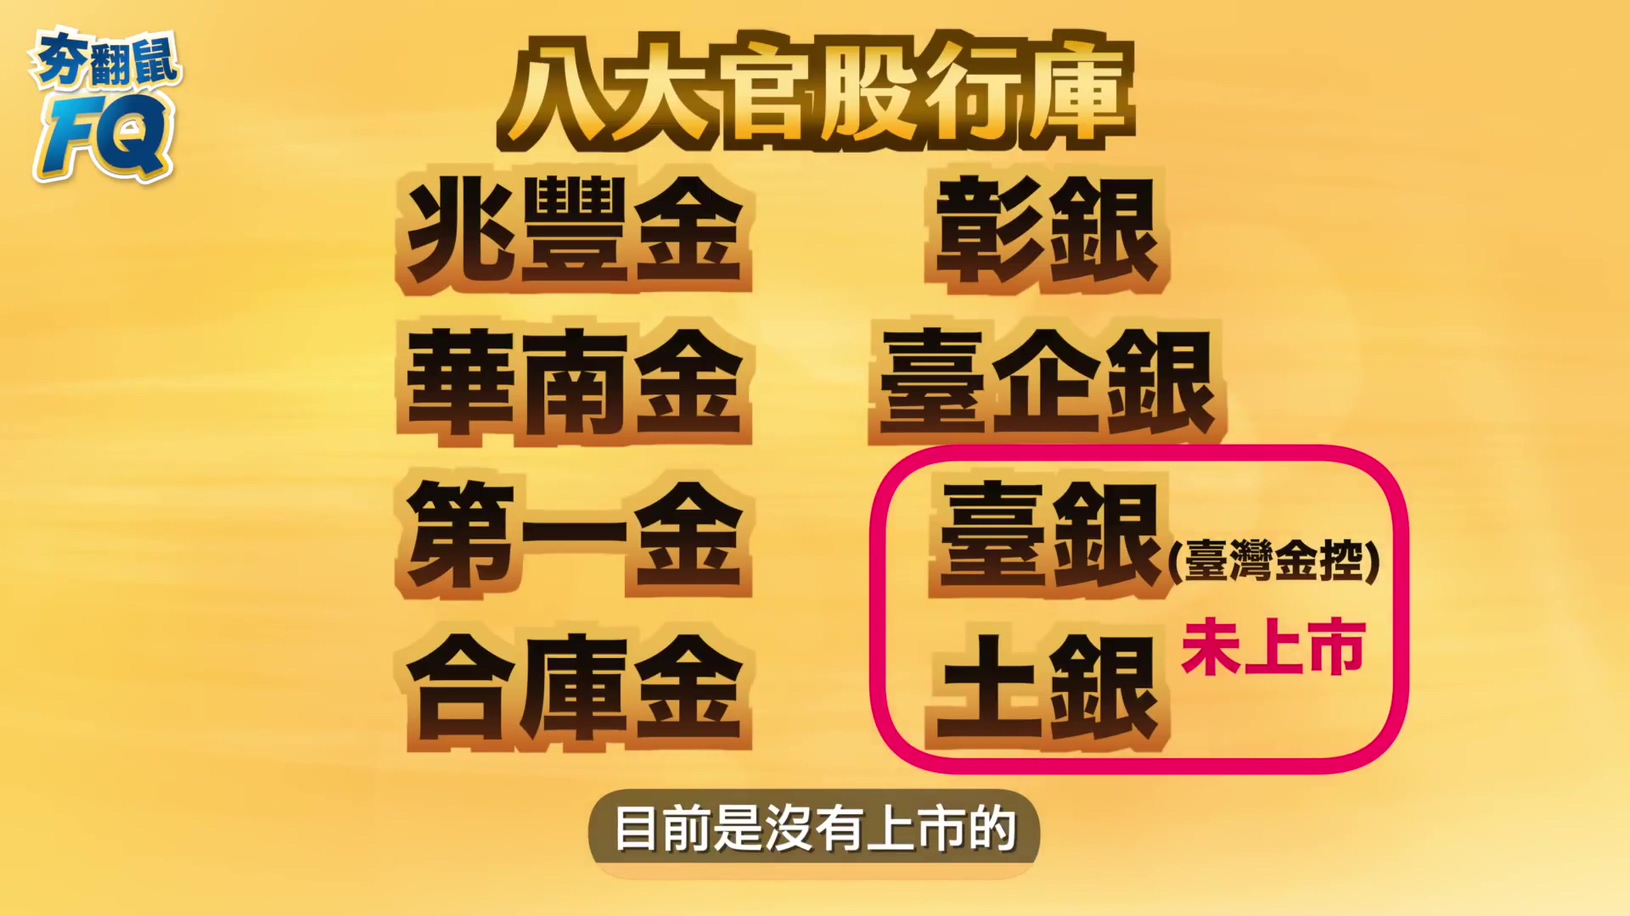 夯翻鼠
FQ
八大官股行庫
兆豐金
彰銀
華南金
臺企銀
第一金
臺銀(臺灣金控)
合庫金
土銀
未上市
目前是沒有上市的